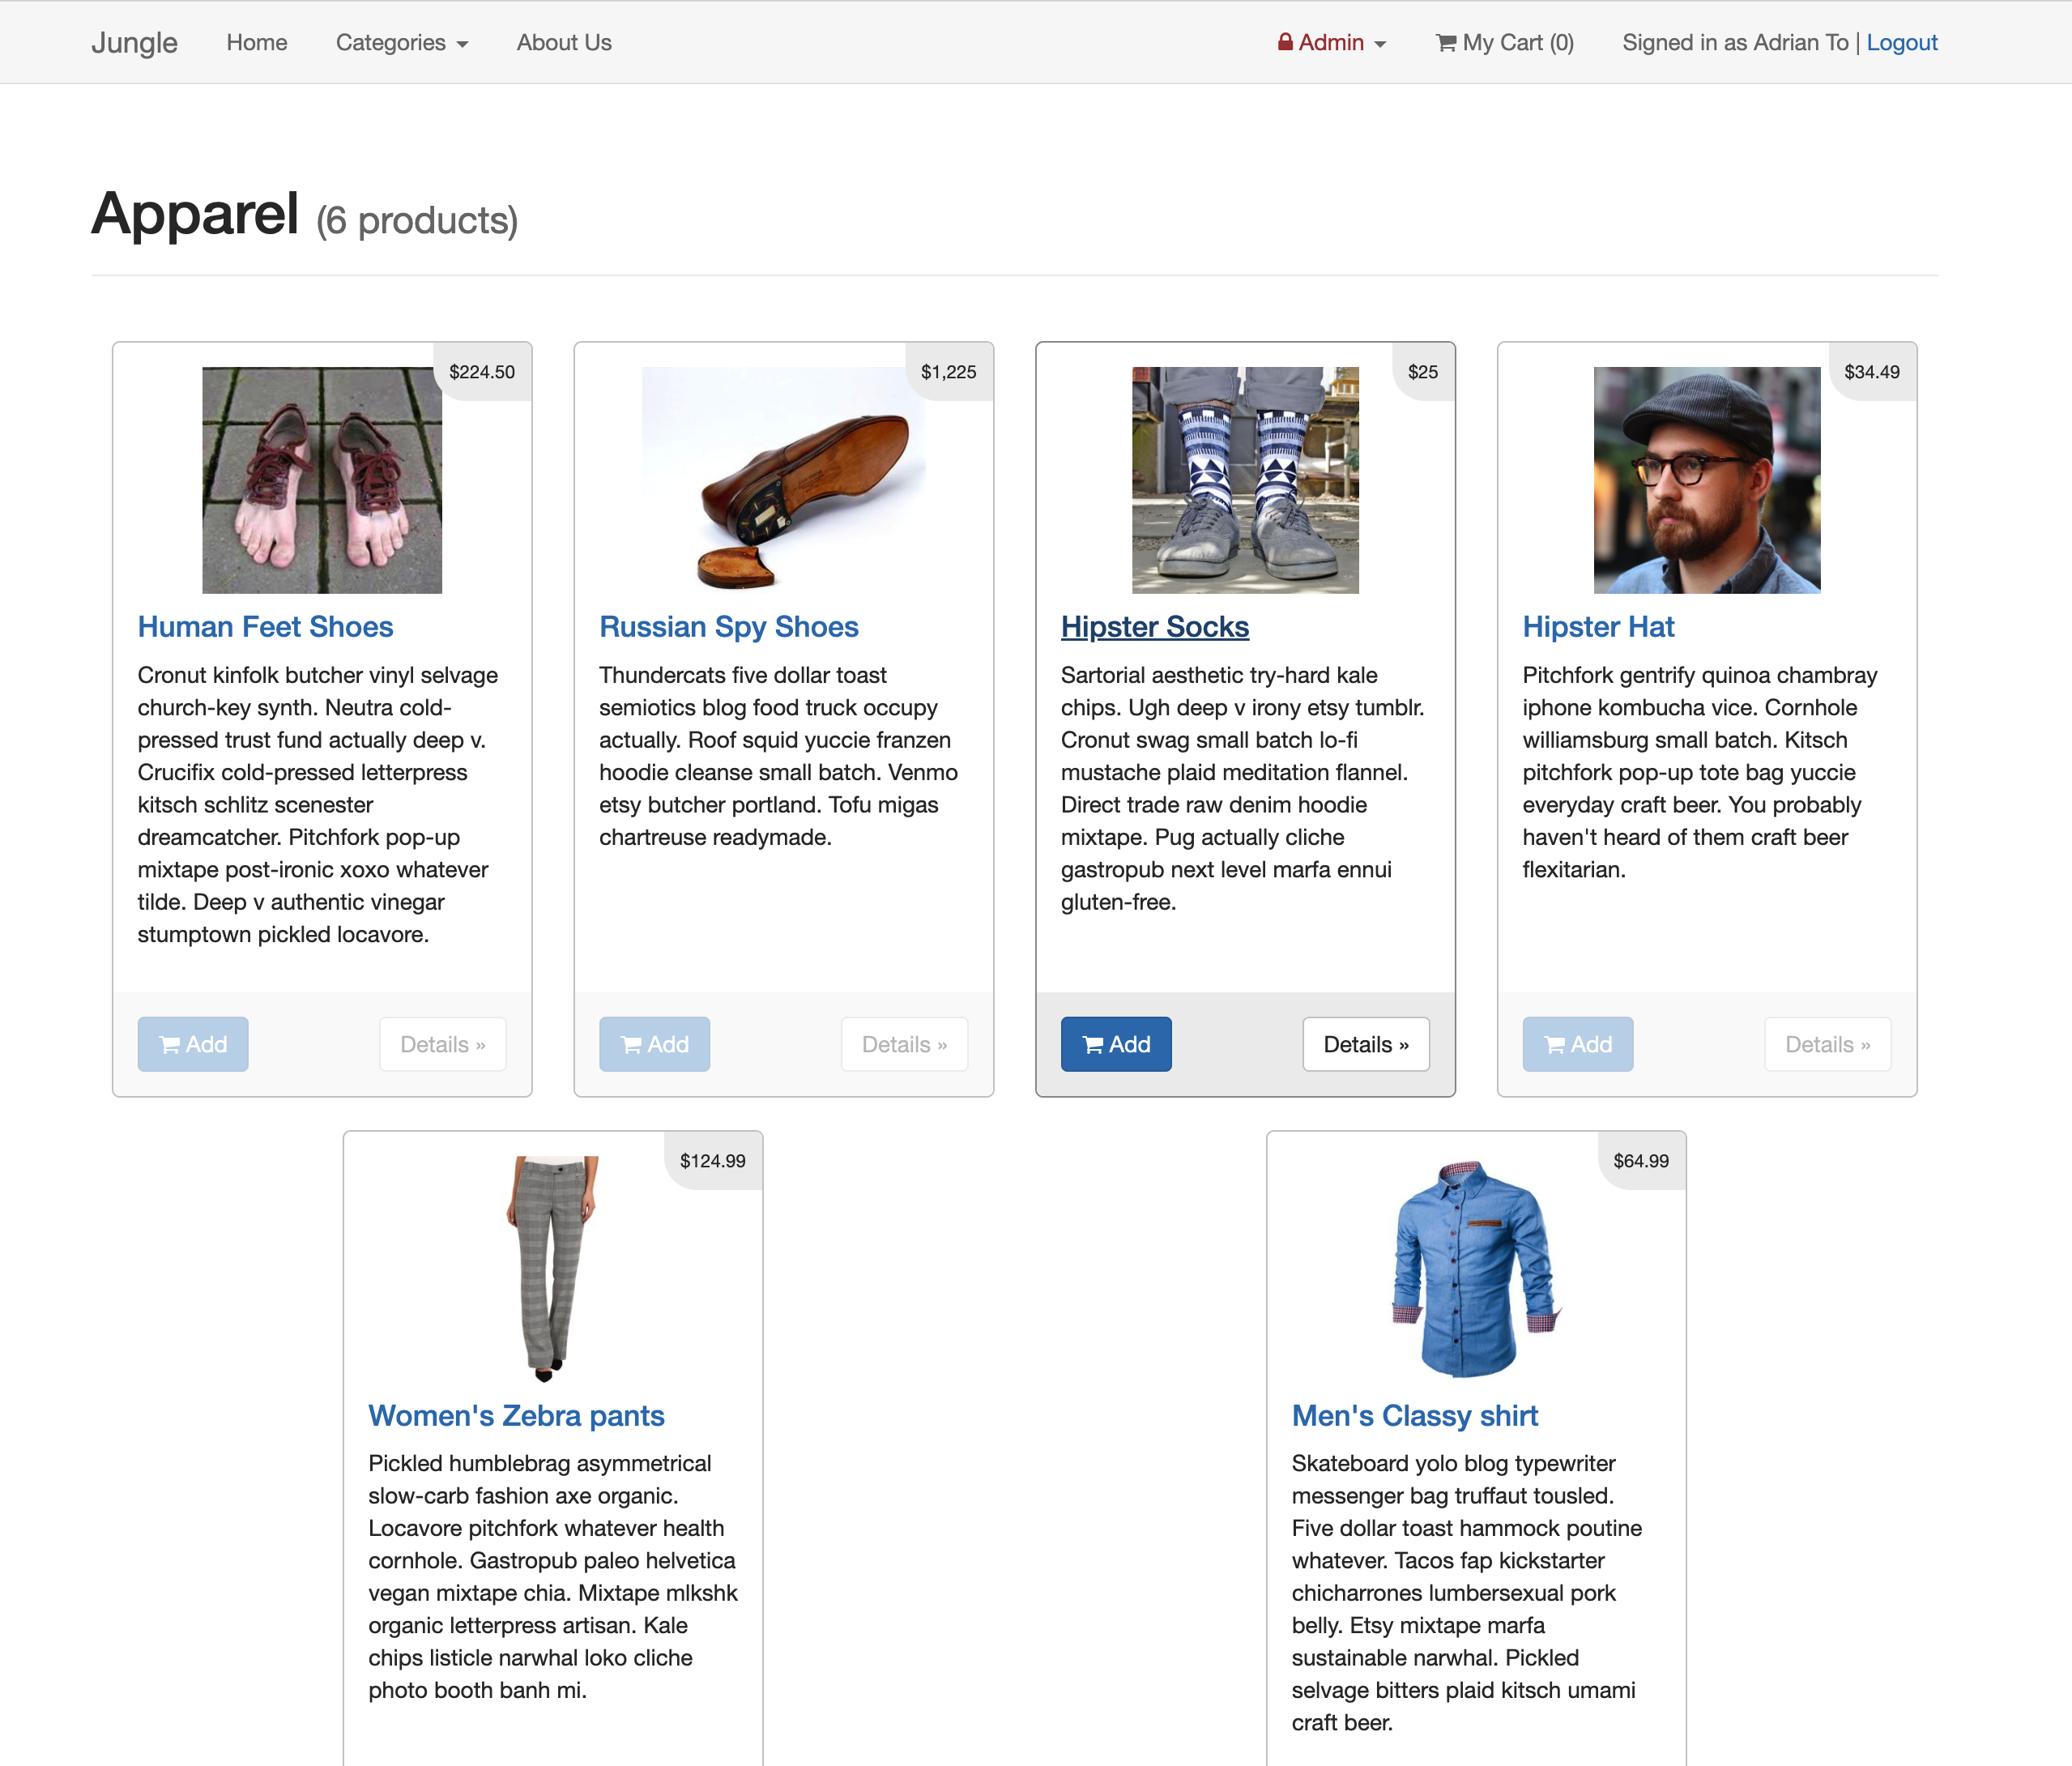 Jungle Home Categories About Us Admin My Cart (0) Signed in as Adrian To | Logout
Apparel (6 products)
$224.50
Human Feet Shoes
Cronut kinfolk butcher vinyl selvage
church-key synth. Neutra cold-
pressed trust fund actually deep v.
Crucifix cold-pressed letterpress
kitsch schlitz scenester
dreamcatcher. Pitchfork pop-up
mixtape post-ironic xoxo whatever
tilde. Deep v authentic vinegar
stumptown pickled locavore.
Add Details »
$1,225
Russian Spy Shoes
Thundercats five dollar toast
semiotics blog food truck occupy
actually. Roof squid yuccie franzen
hoodie cleanse small batch. Venmo
etsy butcher portland. Tofu migas
chartreuse readymade.
Add Details »
$25
Hipster Socks
Sartorial aesthetic try-hard kale
chips. Ugh deep v irony etsy tumblr.
Cronut swag small batch lo-fi
mustache plaid meditation flannel.
Direct trade raw denim hoodie
mixtape. Pug actually cliche
gastropub next level marfa ennui
gluten-free.
Add Details »
$34.49
Hipster Hat
Pitchfork gentrify quinoa chambray
iphone kombucha vice. Cornhole
williamsburg small batch. Kitsch
pitchfork pop-up tote bag yuccie
everyday craft beer. You probably
haven't heard of them craft beer
flexitarian.
Add Details »
$124.99
Women's Zebra pants
Pickled humblebrag asymmetrical
slow-carb fashion axe organic.
Locavore pitchfork whatever health
cornhole. Gastropub paleo helvetica
vegan mixtape chia. Mixtape mlkshk
organic letterpress artisan. Kale
chips listicle narwhal loko cliche
photo booth banh mi.
$64.99
Men's Classy shirt
Skateboard yolo blog typewriter
messenger bag truffaut tousled.
Five dollar toast hammock poutine
whatever. Tacos fap kickstarter
chicharrones lumbersexual pork
belly. Etsy mixtape marfa
sustainable narwhal. Pickled
selvage bitters plaid kitsch umami
craft beer.